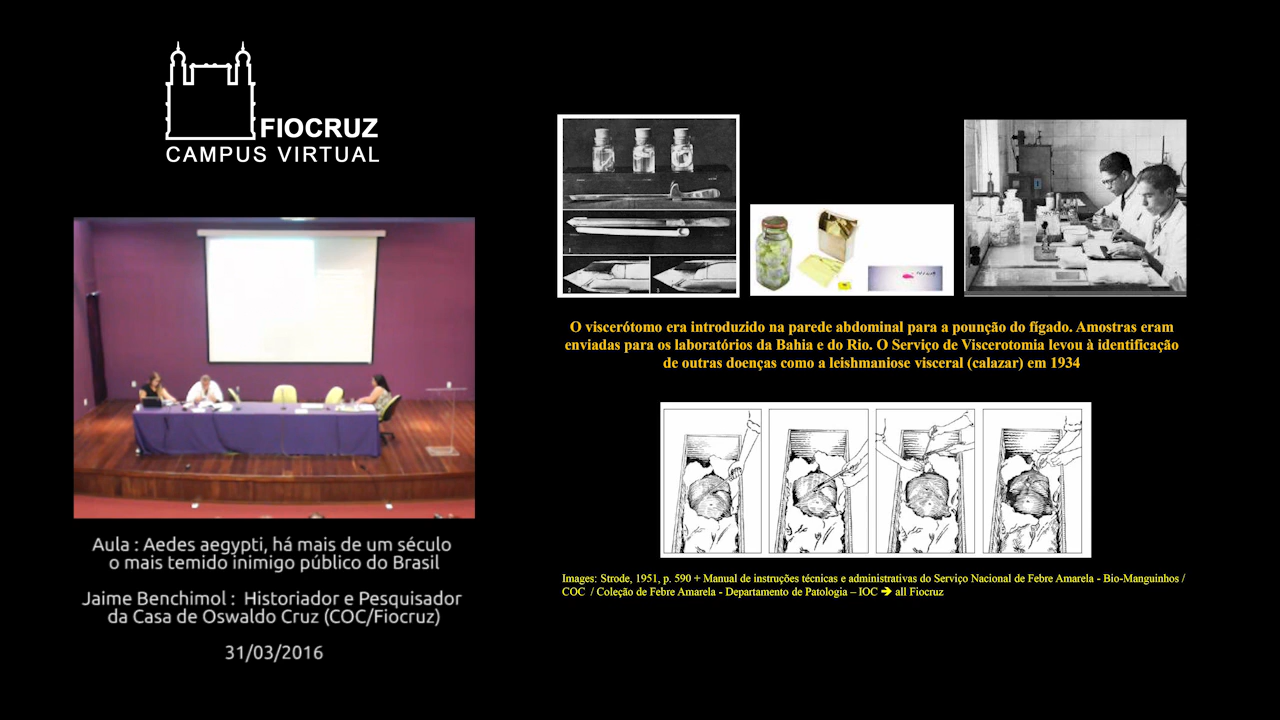 FIOCRUZ
CAMPUS VIRTUAL
Aula : Aedes aegypti, há mais de um século
o mais temido inimigo público do Brasil
Jaime Benchimol : Historiador e Pesquisador
da Casa de Oswaldo Cruz (COC/Fiocruz)
31/03/2016
O viscerótomo era introduzido na parede abdominal para a pounção do fígado. Amostras eram
enviadas para os laboratórios da Bahia e do Rio. O Serviço de Viscerotomia levou à identificação
de outras doenças como a leishmaniose visceral (calazar) em 1934
Images: Strode, 1951, p. 590 + Manual de instruções técnicas e administrativas do Serviço Nacional de Febre Amarela - Bio-Manguinhos /
COC / Coleção de Febre Amarela - Departamento de Patologia – IOC ➔ all Fiocruz